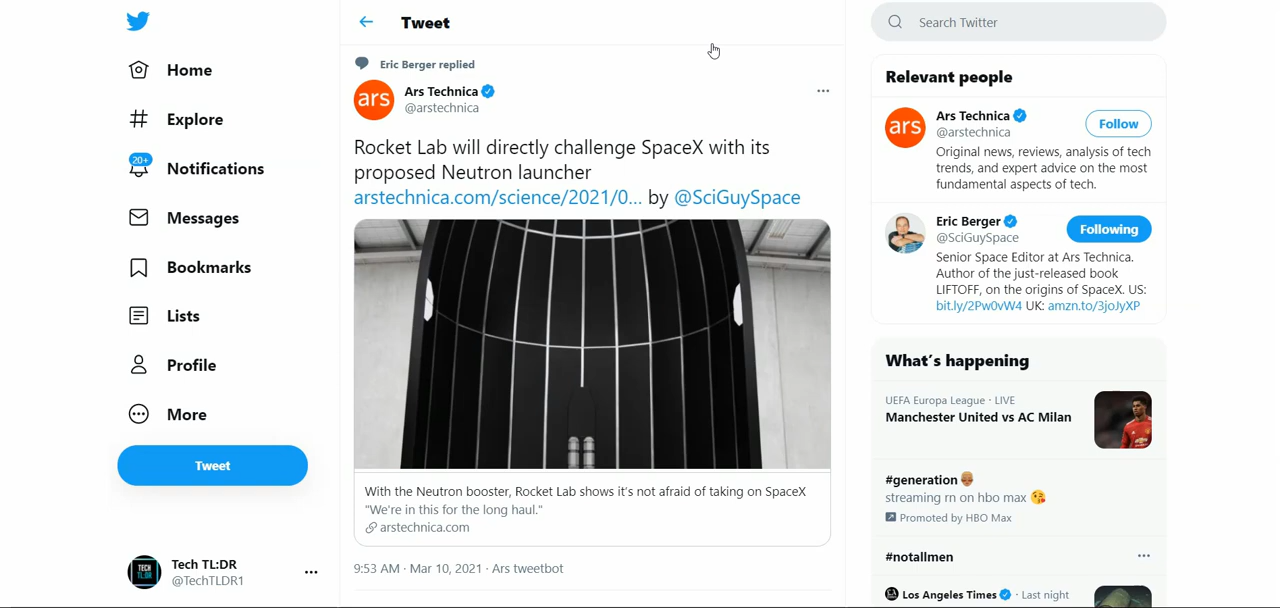 Home
Explore
20+
Notifications
Messages
Bookmarks
Lists
Profile
More
Tweet
TECH
TL:DR
Tech TL:DR
@TechTLDR1
Tweet
Eric Berger replied
ars
Ars Technica
@arstechnica
Rocket Lab will directly challenge SpaceX with its
proposed Neutron launcher
arstechnica.com/science/2021/0... by @SciGuySpace
With the Neutron booster, Rocket Lab shows it's not afraid of taking on SpaceX
"We're in this for the long haul."
arstechnica.com
9:53 AM · Mar 10, 2021 · Ars tweetbot
Search Twitter
Relevant people
ars
Ars Technica
@arstechnica
Follow
Original news, reviews, analysis of tech
trends, and expert advice on the most
fundamental aspects of tech.
Eric Berger
@SciGuySpace
Following
Senior Space Editor at Ars Technica.
Author of the just-released book
LIFTOFF, on the origins of SpaceX. US:
bit.ly/2Pw0vW4 UK: amzn.to/3joJyXP
What's happening
UEFA Europa League · LIVE
Manchester United vs AC Milan
#generation
streaming rn on hbo max 😘
Promoted by HBO Max
#notallmen
Los Angeles Times · Last night